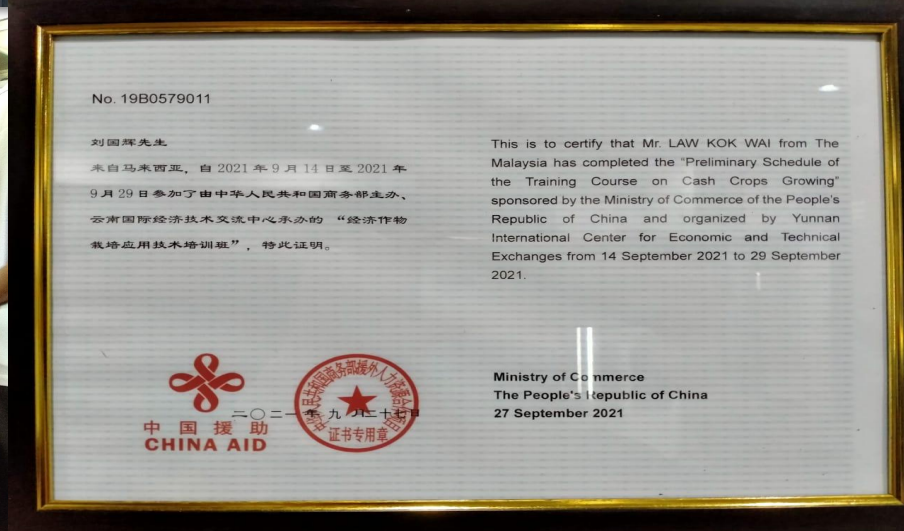 No. 19B0579011
刘国辉先生
来自马来西亚，自 2021 年 9 月 14 日至 2021 年
9 月 29 日参加了由中华人民共和国商务部主办、
云南国际经济技术交流中心承办的 “经济作物
栽培应用技术培训班”，特此证明。
This is to certify that Mr. LAW KOK WAI from The
Malaysia has completed the "Preliminary Schedule of
the Training Course on Cash Crops Growing"
sponsored by the Ministry of Commerce of the People's
Republic of China and organized by Yunnan
International Center for Economic and Technical
Exchanges from 14 September 2021 to 29 September
2021.
中国援助
CHINA AID
二〇二一年九月二十七日
证书专用章
Ministry of Commerce
The People's Republic of China
27 September 2021